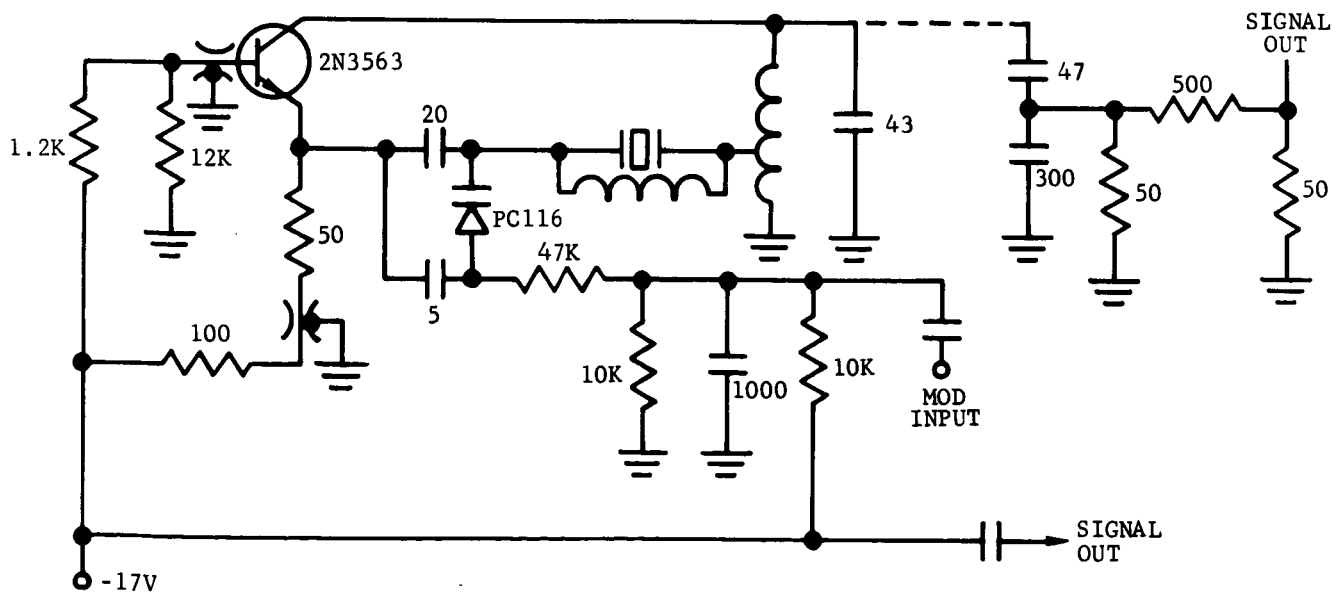 SIGNAL
OUT
2N3563
47
500
20
43
1.2K
12K
300
50
50
PC116
50
47K
5
100
10K
1000
10K
MOD
INPUT
SIGNAL
OUT
-17V